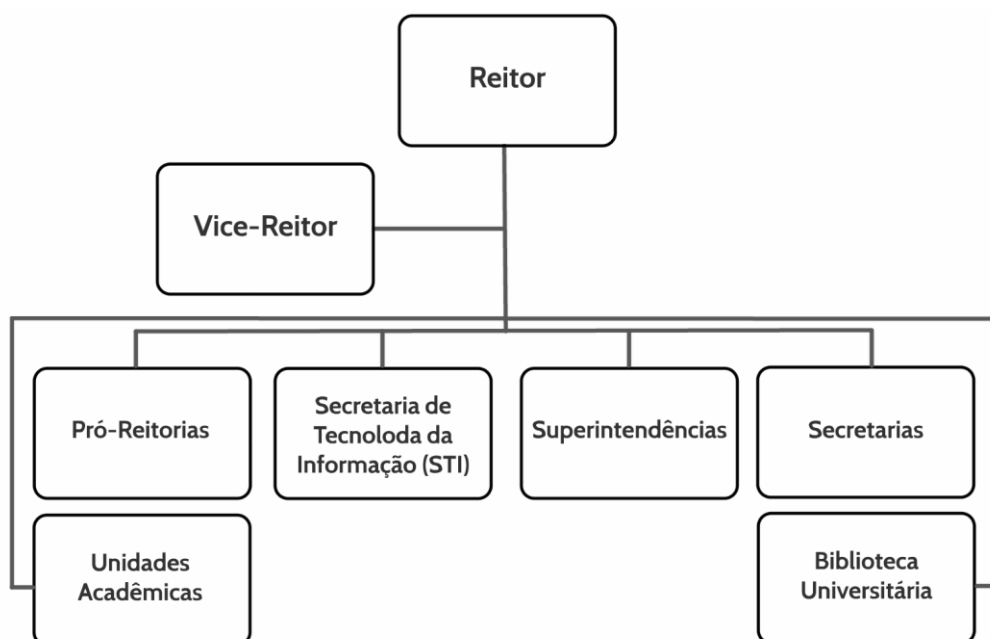 Reitor
Vice-Reitor
Pró-Reitorias
Secretaria de
Tecnoloda da
Informação (STI)
Superintendências
Secretarias
Unidades
Acadêmicas
Biblioteca
Universitária